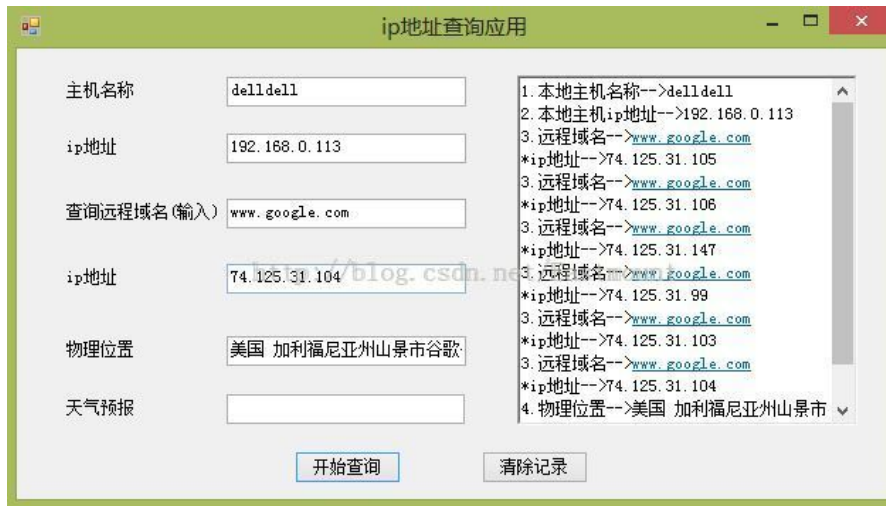 ip地址查询应用
主机名称
delldell
ip地址
192.168.0.113
查询远程域名(输入)
www.google.com
ip地址
74.125.31.104
物理位置
美国 加利福尼亚州山景市谷歌
天气预报
开始查询
清除记录
1.本地主机名称-->delldell
2.本地主机ip地址-->192.168.0.113
3.远程域名-->www.google.com
*ip地址-->74.125.31.105
3.远程域名-->www.google.com
*ip地址-->74.125.31.106
3.远程域名-->www.google.com
*ip地址-->74.125.31.147
3.远程域名-->www.google.com
*ip地址-->74.125.31.99
3.远程域名-->www.google.com
*ip地址-->74.125.31.103
3.远程域名-->www.google.com
*ip地址-->74.125.31.104
4.物理位置-->美国 加利福尼亚州山景市
http://blog.csdn.net/